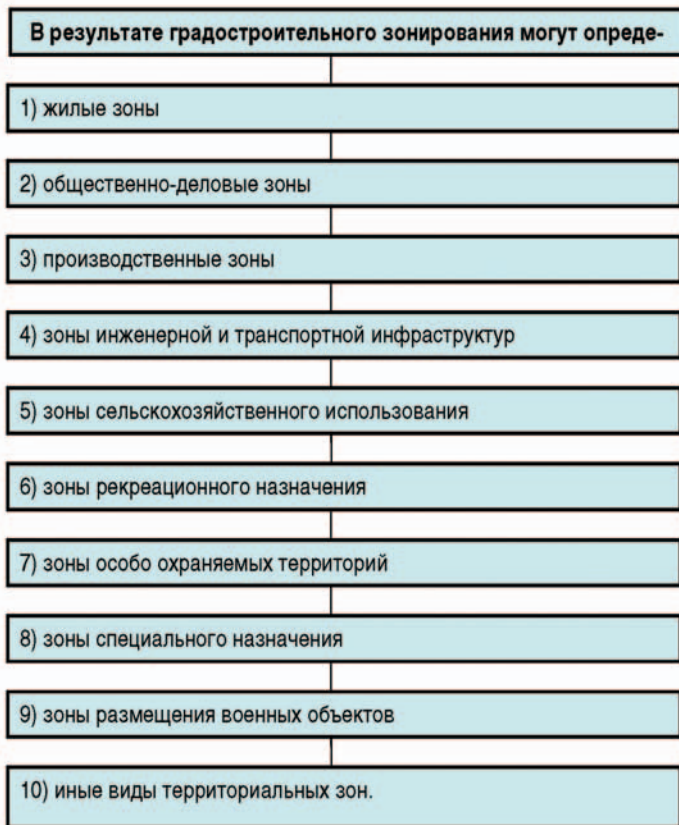 В результате градостроительного зонирования могут опреде-
1) жилые зоны
2) общественно-деловые зоны
3) производственные зоны
4) зоны инженерной и транспортной инфраструктур
5) зоны сельскохозяйственного использования
6) зоны рекреационного назначения
7) зоны особо охраняемых территорий
8) зоны специального назначения
9) зоны размещения военных объектов
10) иные виды территориальных зон.